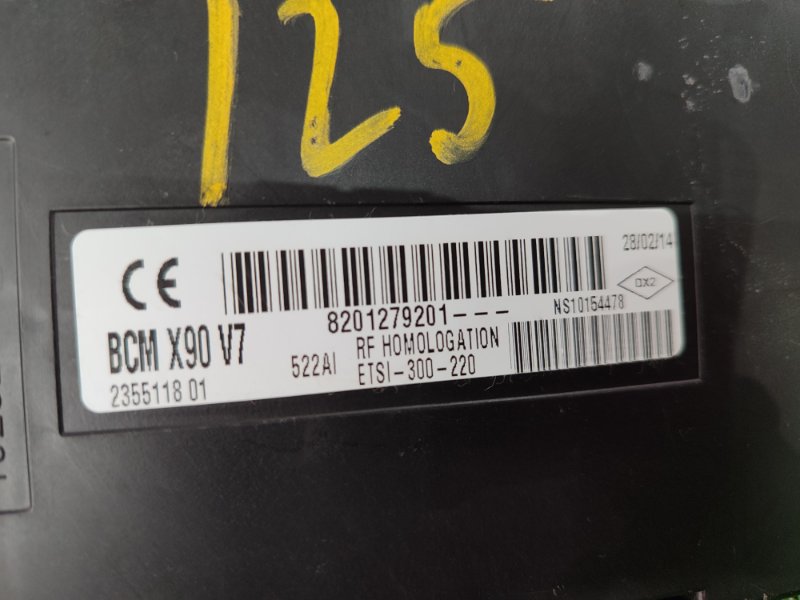 125
28/02/14
CE
8201279201---
NS10154478
DX2
BCM X90 V7
522AI
RF HOMOLOGATION
ETSI-300-220
2355118 01